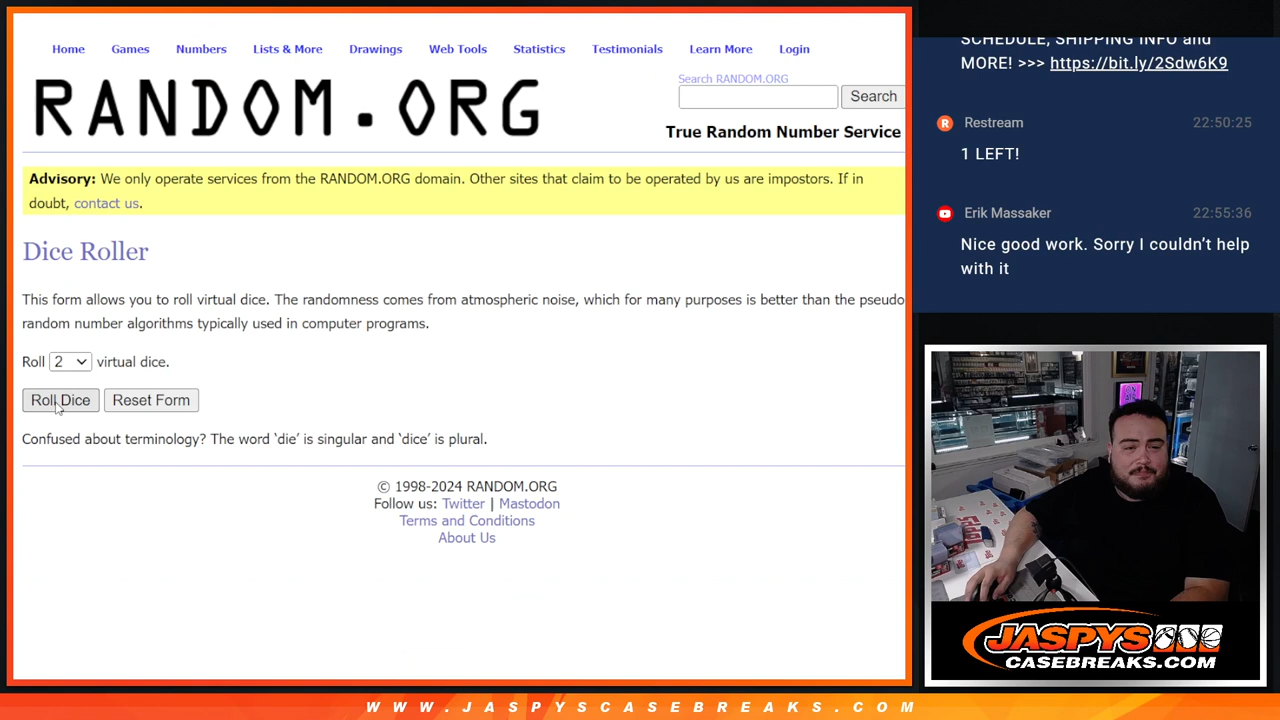 Home Games Numbers Lists & More Drawings Web Tools Statistics Testimonials Learn More Login
RANDOM.ORG
Search RANDOM.ORG
Search
True Random Number Service
Advisory: We only operate services from the RANDOM.ORG domain. Other sites that claim to be operated by us are impostors. If in
doubt, contact us.
Dice Roller
This form allows you to roll virtual dice. The randomness comes from atmospheric noise, which for many purposes is better than the pseudo
random number algorithms typically used in computer programs.
Roll 2 virtual dice.
Roll Dice Reset Form
Confused about terminology? The word ‘die’ is singular and ‘dice’ is plural.
© 1998-2024 RANDOM.ORG
Follow us: Twitter | Mastodon
Terms and Conditions
About Us
SCHEDULE, SHIPPING INFO and
MORE! >>> https://bit.ly/2Sdw6K9
Restream 22:50:25
1 LEFT!
Erik Massaker 22:55:36
Nice good work. Sorry I couldn’t help
with it
JASPYS
CASEBREAKS.COM
WWW.JASPYSCASEBREAKS.COM